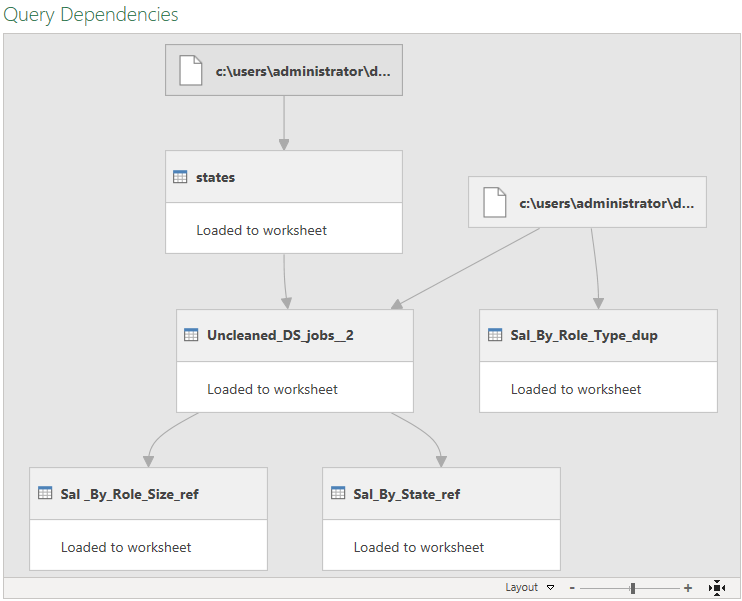 Query Dependencies
c:\users\administrator\d...
states
Loaded to worksheet
c:\users\administrator\d...
Uncleaned_DS_jobs__2
Loaded to worksheet
Sal_By_Role_Type_dup
Loaded to worksheet
Sal _By_Role_Size_ref
Loaded to worksheet
Sal_By_State_ref
Loaded to worksheet
Layout
- +